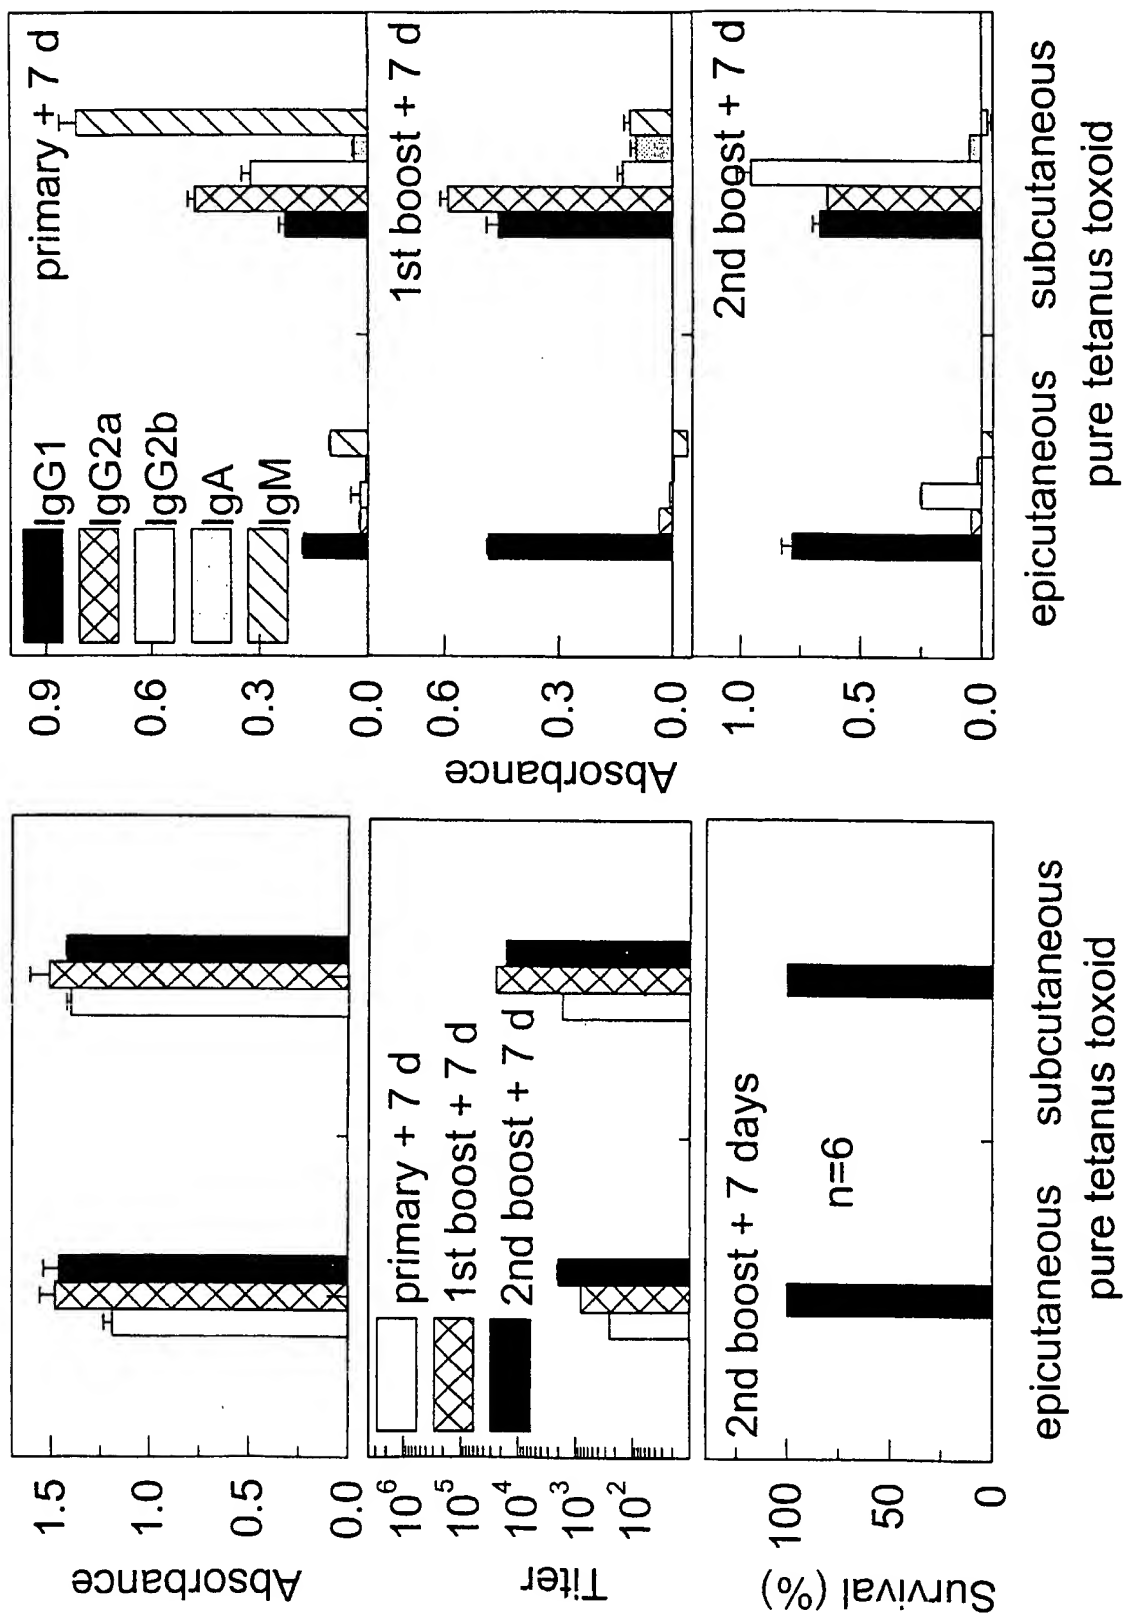 Absorbance
1.5
1.0
0.5
0.0
Titer
10^6
10^5
10^4
10^3
10^2
primary + 7 d
1st boost + 7 d
2nd boost + 7 d
Survival (%)
100
50
0
2nd boost + 7 days
n=6
epicutaneous subcutaneous
pure tetanus toxoid
Absorbance
0.9
0.6
0.3
0.0
IgG1
IgG2a
IgG2b
IgA
IgM
primary + 7 d
0.6
0.3
0.0
1st boost + 7 d
1.0
0.5
0.0
2nd boost + 7 d
epicutaneous subcutaneous
pure tetanus toxoid